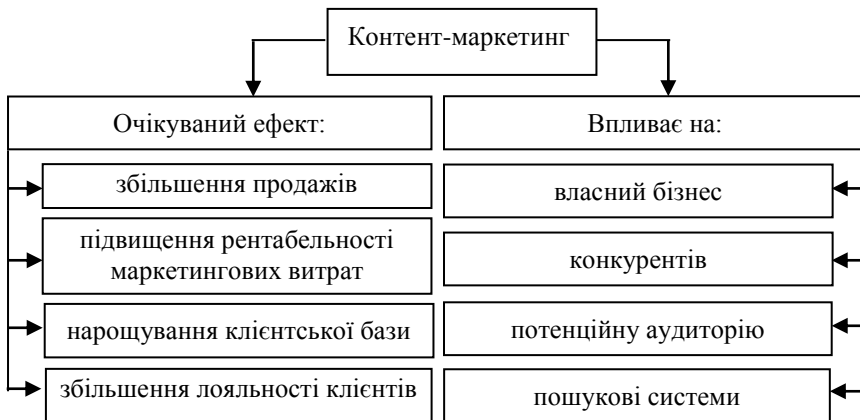 Контент-маркетинг
Очікуваний ефект:
збільшення продажів
підвищення рентабельності
маркетингових витрат
нарощування клієнтської бази
збільшення лояльності клієнтів
Впливає на:
власний бізнес
конкурентів
потенційну аудиторію
пошукові системи